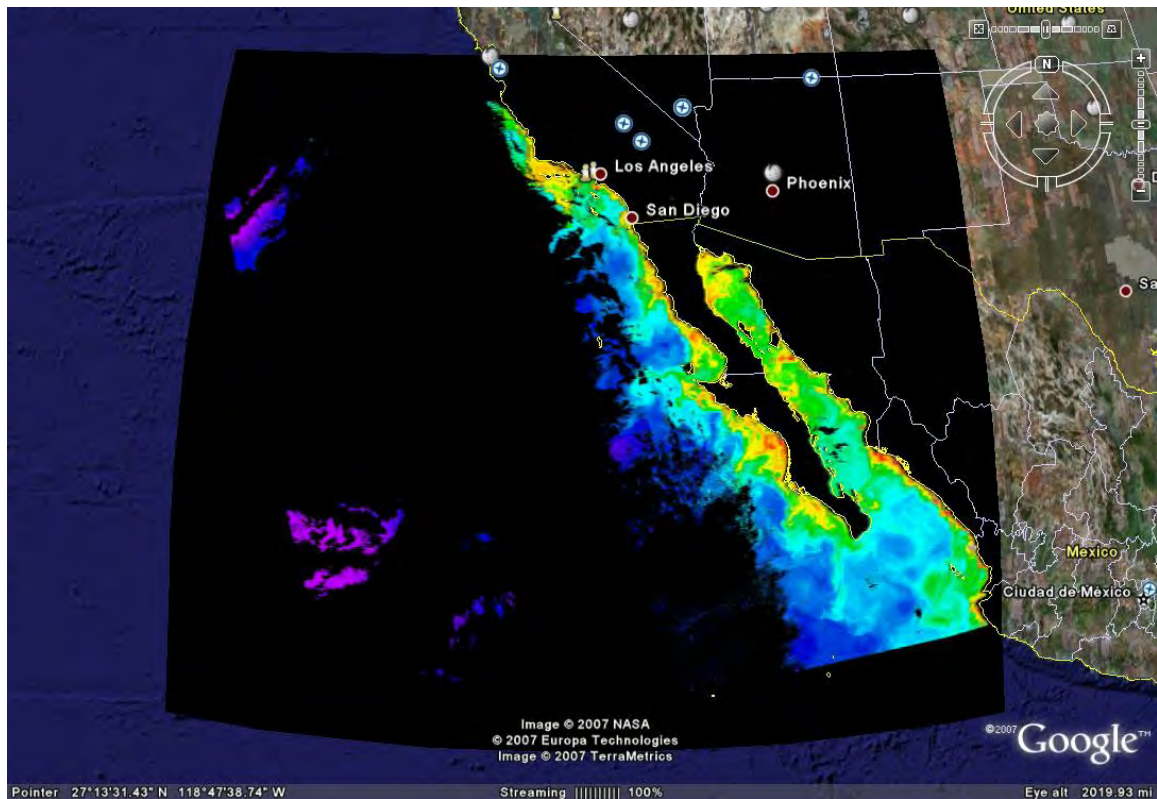 United States
N
Los Angeles
Phoenix
San Diego
Sa
Mexico
Ciudad de México
Image © 2007 NASA
© 2007 Europa Technologies
Image © 2007 TerraMetrics
©2007 Google™
Pointer 27°13'31.43" N 118°47'38.74" W Streaming |||||||||| 100% Eye alt 2019.93 mi